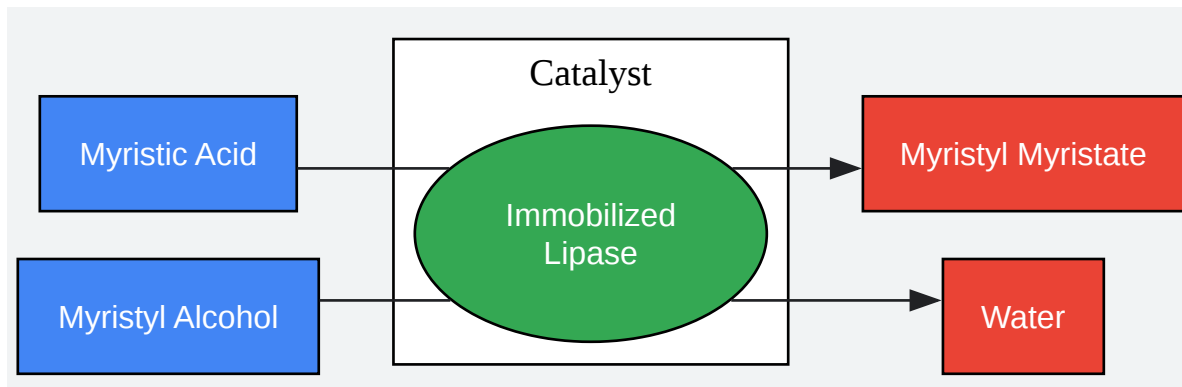 Catalyst
Myristic Acid
Myristyl Myristate
Immobilized
Lipase
Myristyl Alcohol
Water